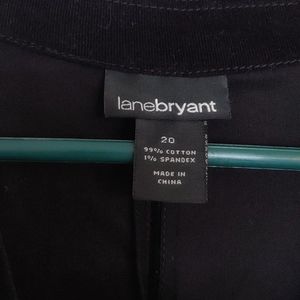 lanebryant
20
99% COTTON
1% SPANDEX
MADE IN
CHINA